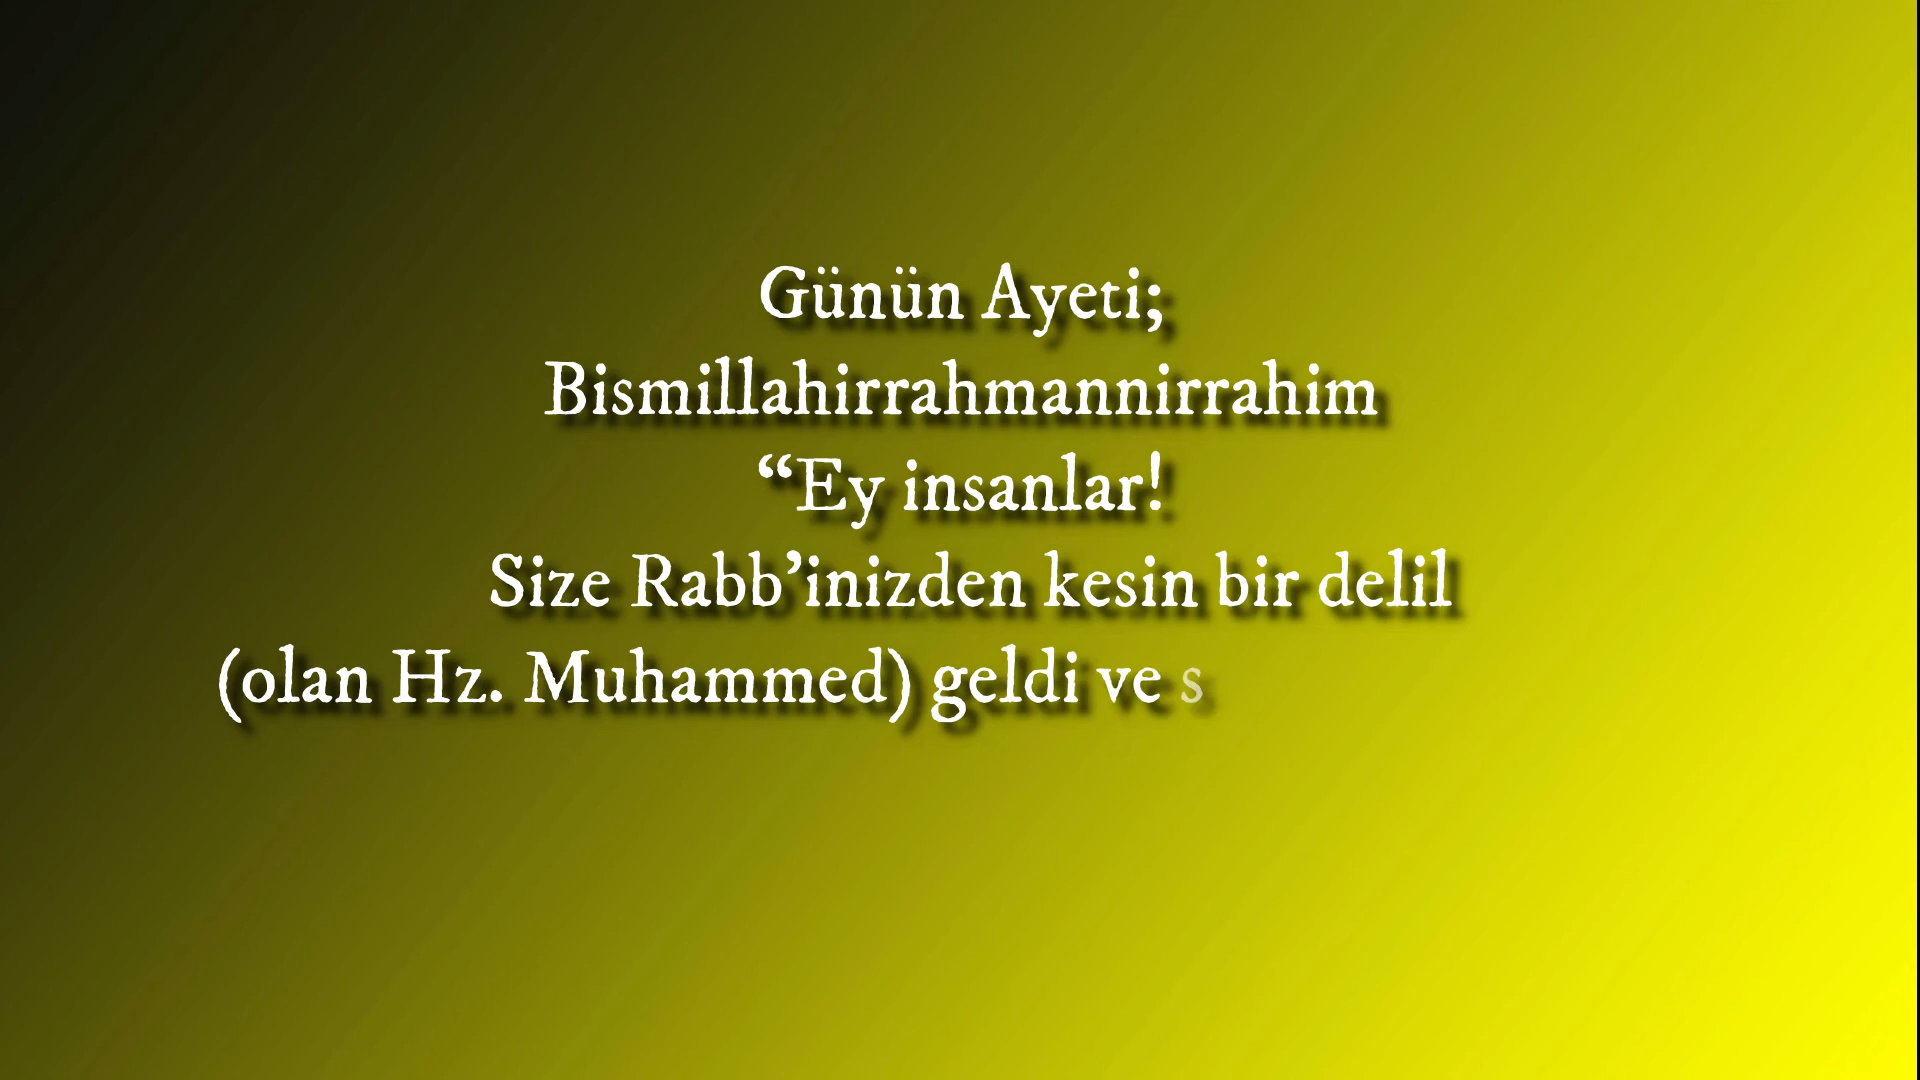 Günün Ayeti;
Bismillahirrahmannirrahim
“Ey insanlar!
Size Rabb’inizden kesin bir delil
(olan Hz. Muhammed) geldi ve s